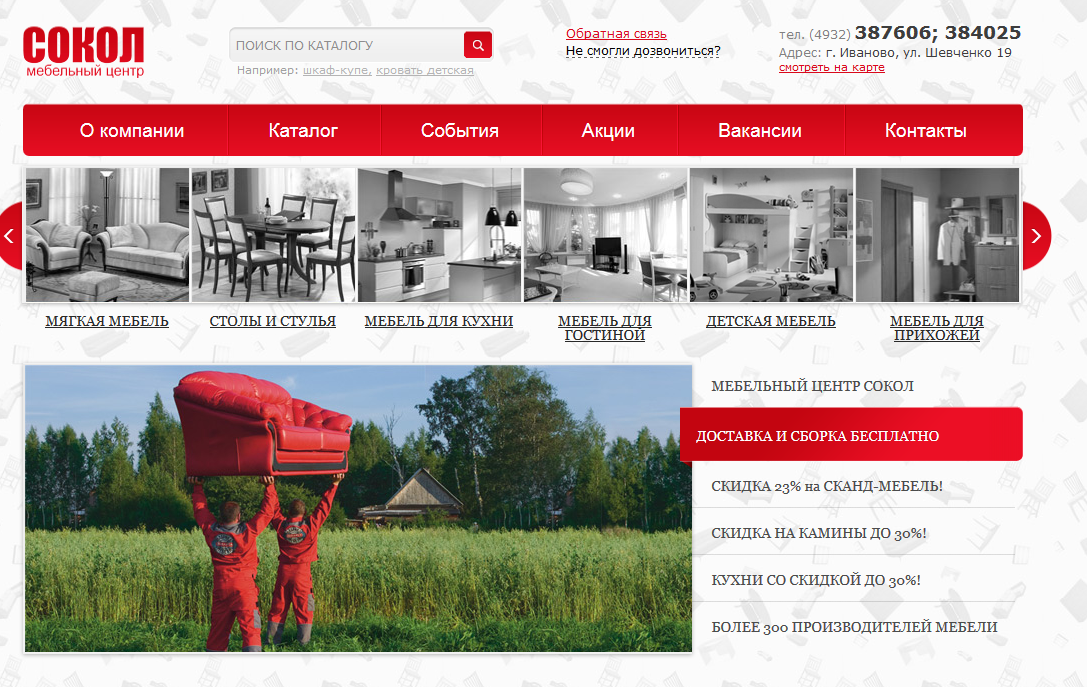 СОКОЛ
мебельный центр
ПОИСК ПО КАТАЛОГУ
Например: шкаф-купе, кровать детская
Обратная связь
Не смогли дозвониться?
тел. (4932) 387606; 384025
Адрес: г. Иваново, ул. Шевченко 19
смотреть на карте
О компании
Каталог
События
Акции
Вакансии
Контакты
МЯГКАЯ МЕБЕЛЬ
СТОЛЫ И СТУЛЬЯ
МЕБЕЛЬ ДЛЯ КУХНИ
МЕБЕЛЬ ДЛЯ
ГОСТИНОЙ
ДЕТСКАЯ МЕБЕЛЬ
МЕБЕЛЬ ДЛЯ
ПРИХОЖЕЙ
МЕБЕЛЬНЫЙ ЦЕНТР СОКОЛ
ДОСТАВКА И СБОРКА БЕСПЛАТНО
СКИДКА 23% на СКАНД-МЕБЕЛЬ!
СКИДКА НА КАМИНЫ ДО 30%!
КУХНИ СО СКИДКОЙ ДО 30%!
БОЛЕЕ 300 ПРОИЗВОДИТЕЛЕЙ МЕБЕЛИ